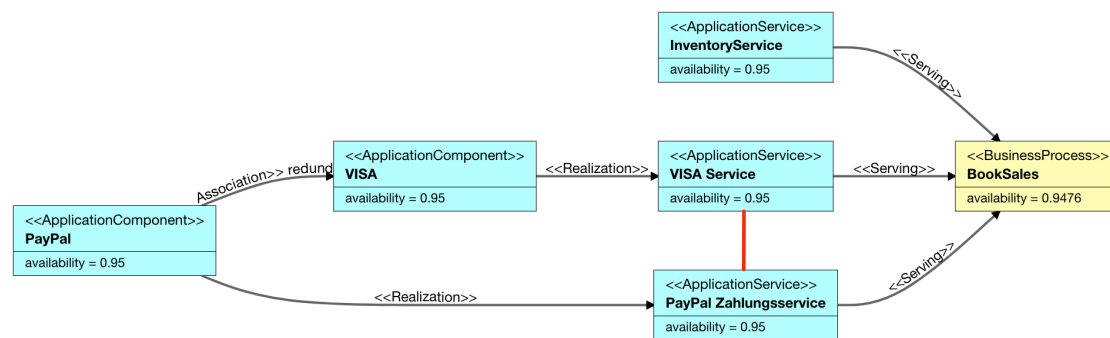 <<ApplicationService>>
InventoryService
availability = 0.95
<<Serving>>
<<ApplicationComponent>>
VISA
availability = 0.95
<<Realization>>
<<ApplicationService>>
VISA Service
availability = 0.95
<<Serving>>
<<BusinessProcess>>
BookSales
availability = 0.9476
Association>> redund
<<ApplicationComponent>>
PayPal
availability = 0.95
<<Realization>>
<<ApplicationService>>
PayPal Zahlungsservice
availability = 0.95
<<Serving>>